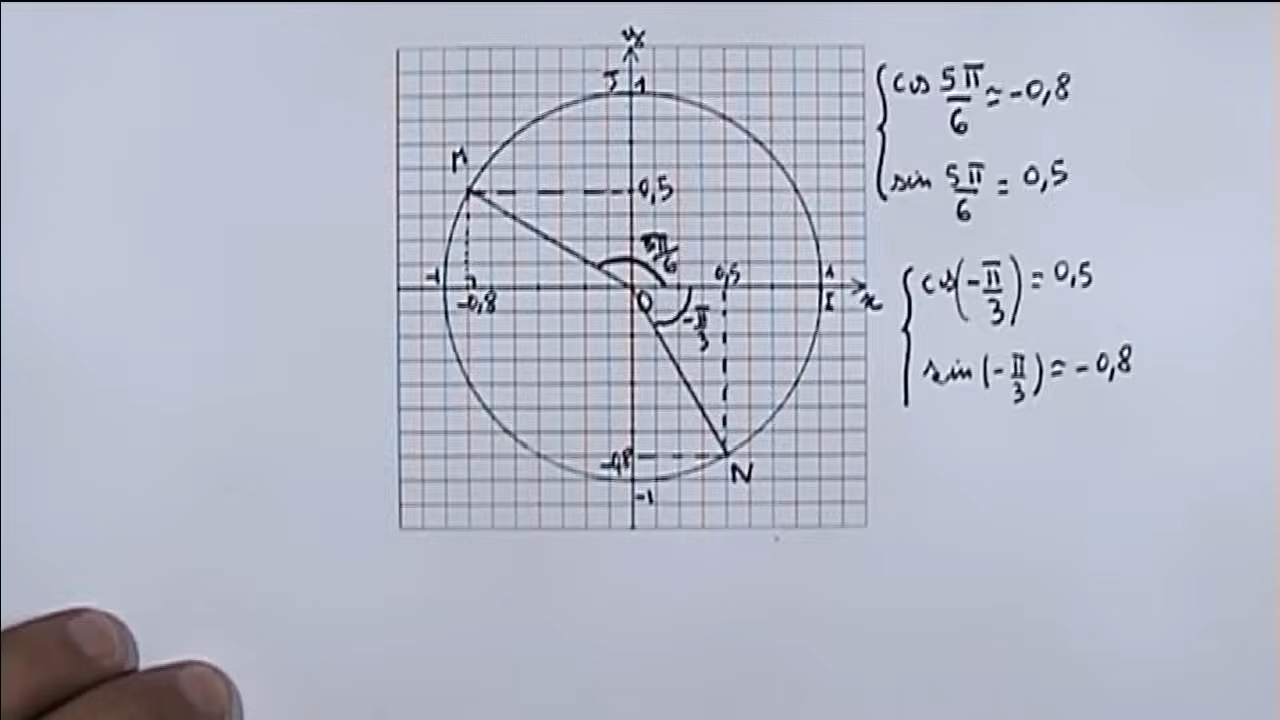 y
J 1
M
0,5
5π/6
0,5
-1
-0,8
O
1
I
x
-π/3
-0,8
N
-1
cos 5π/6 ≃ -0,8
sin 5π/6 = 0,5
cos(-π/3) = 0,5
sin(-π/3) ≃ -0,8